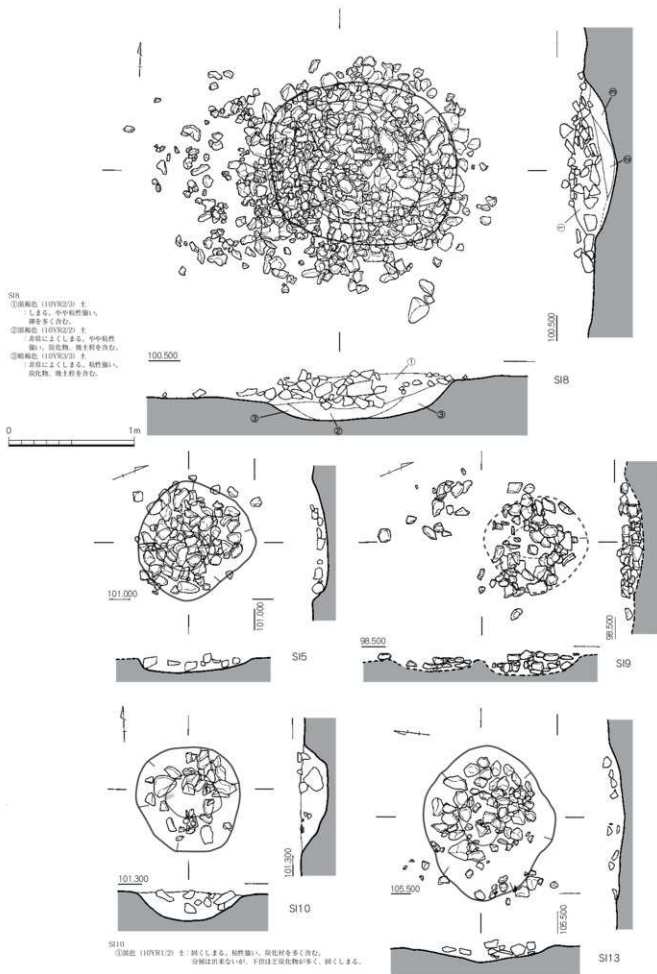 SI8
①黒褐色（10YR2/3）土
：しまる。やや粘性強い。
礫を多く含む。
②黒褐色（10YR2/2）土
：非常によくしまる。やや粘性
強い。炭化物、焼土粒を含む。
③暗褐色（10YR3/3）土
：非常によくしまる。粘性強い。
炭化物、焼土粒を含む。
③
②
①
100.500
100.500
①
SI8
③
②
③
0
1m
101.000
101.000
SI5
98.500
98.500
SI9
101.300
101.300
SI10
105.500
105.500
SI13
SI10
①黒色（10YR1/2）土：固くしまる。粘性強い。炭化材を多く含む。
分層は出来ないが、下位ほど炭化物が多く、固くしまる。